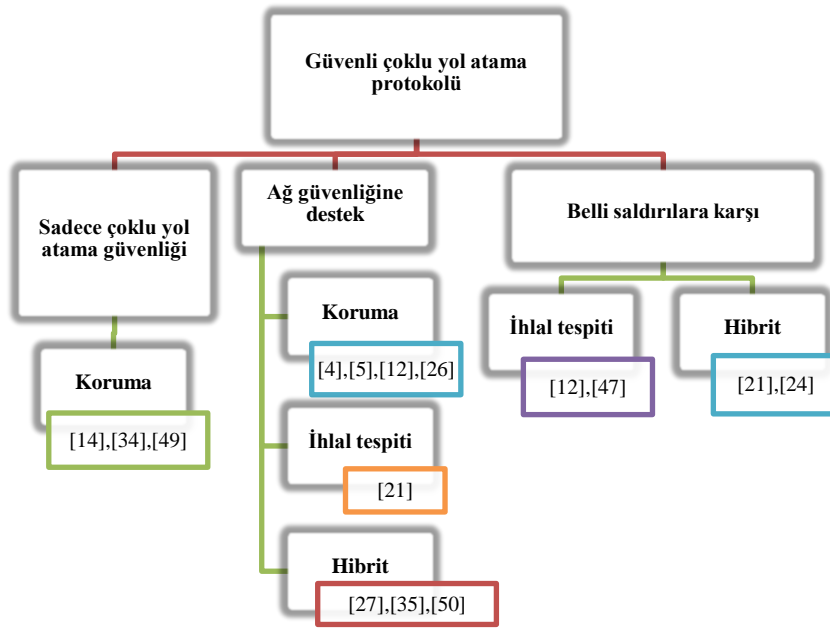 Güvenli çoklu yol atama
protokolü
Sadece çoklu yol
atama güvenliği
Koruma
[14],[34],[49]
Ağ güvenliğine
destek
Koruma
[4],[5],[12],[26]
İhlal tespiti
[21]
Hibrit
[27],[35],[50]
Belli saldırılara karşı
İhlal tespiti
[12],[47]
Hibrit
[21],[24]